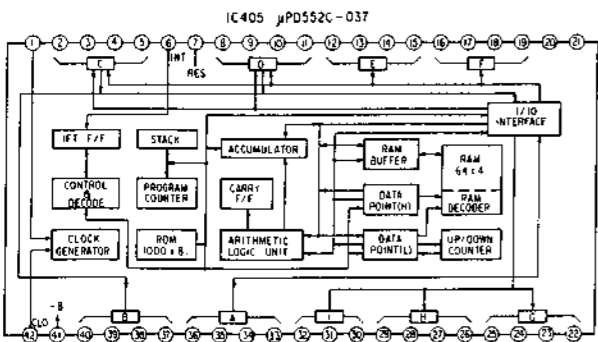 IC405 µPD552C-037
1 2 3 4 5 6 7 8 9 10 11 12 13 14 15 16 17 18 19 20 21
C INT RES D E F
I/O INTERFACE
INT F/F
STACK
ACCUMULATOR
RAM BUFFER
RAM 64 x 4
CONTROL & DECODE
PROGRAM COUNTER
CARRY F/F
DATA POINT(H)
RAM DECODER
CLOCK GENERATOR
ROM 1000 x 8.
ARITHMETIC LOGIC UNIT
DATA POINT(L)
UP/DOWN COUNTER
CLO -B B A I H G
42 41 40 39 38 37 36 35 34 33 32 31 30 29 28 27 26 25 24 23 22